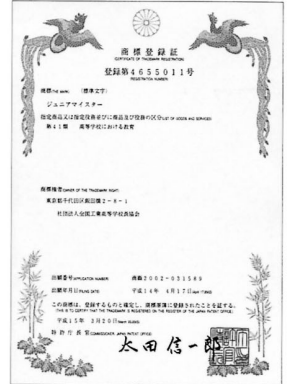 商標登録証
(CERTIFICATE OF TRADEMARK REGISTRATION)
登録第4655011号
(REGISTRATION NUMBER)
商標(THE MARK) (標準文字)
ジュニアマイスター
指定商品又は指定役務並びに商品及び役務の区分(LIST OF GOODS AND SERVICES)
第41類 高等学校における教育
商標権者(OWNER OF THE TRADEMARK RIGHT)
東京都千代田区飯田橋2-8-1
社団法人全国工業高等学校長協会
出願番号(APPLICATION NUMBER) 商願2002-031589
出願年月日(FILING DATE) 平成14年 4月17日(April 17,2002)
この商標は、登録するものと確定し、商標原簿に登録されたことを証する。
(THIS IS TO CERTIFY THAT THE TRADEMARK IS REGISTERED ON THE REGISTER OF THE JAPAN PATENT OFFICE.)
平成15年 3月20日(March 20,2003)
特許庁長官(COMMISSIONER, JAPAN PATENT OFFICE)
太田信一郎